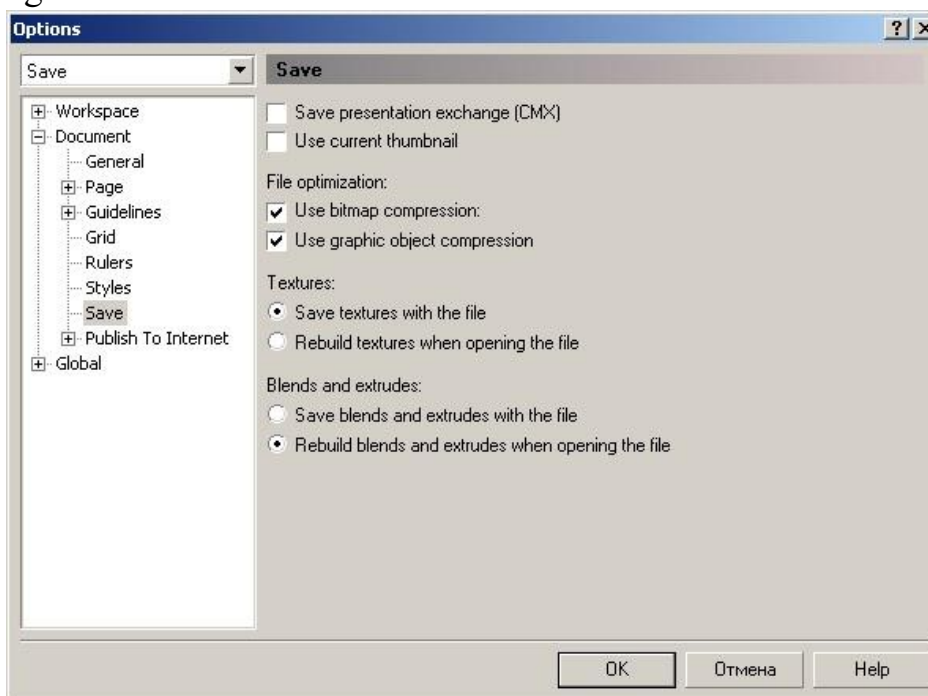 Options
Save
Workspace
Document
General
Page
Guidelines
Grid
Rulers
Styles
Save
Publish To Internet
Global
Save
Save presentation exchange (CMX)
Use current thumbnail
File optimization:
Use bitmap compression:
Use graphic object compression
Textures:
Save textures with the file
Rebuild textures when opening the file
Blends and extrudes:
Save blends and extrudes with the file
Rebuild blends and extrudes when opening the file
OK
Отмена
Help